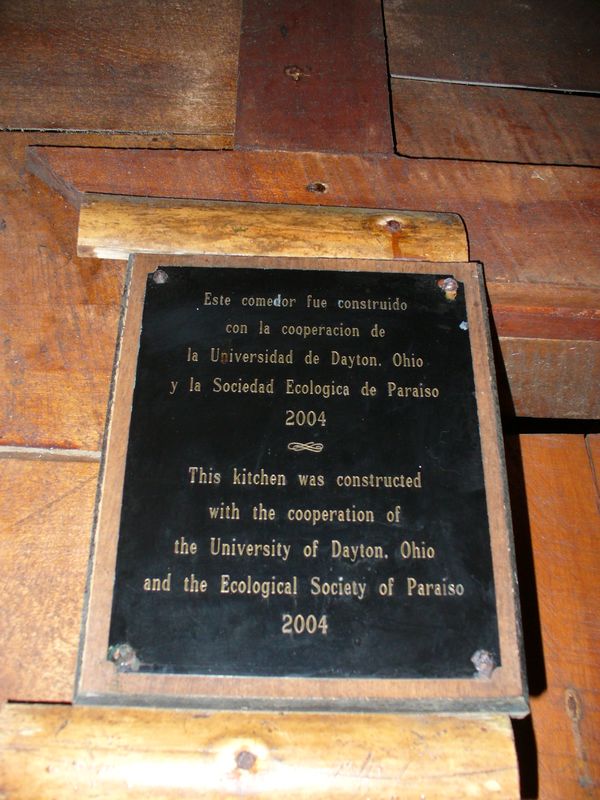 Este comedor fue construido
con la cooperacion de
la Universidad de Dayton, Ohio
y la Sociedad Ecologica de Paraiso
2004
This kitchen was constructed
with the cooperation of
the University of Dayton, Ohio
and the Ecological Society of Paraiso
2004